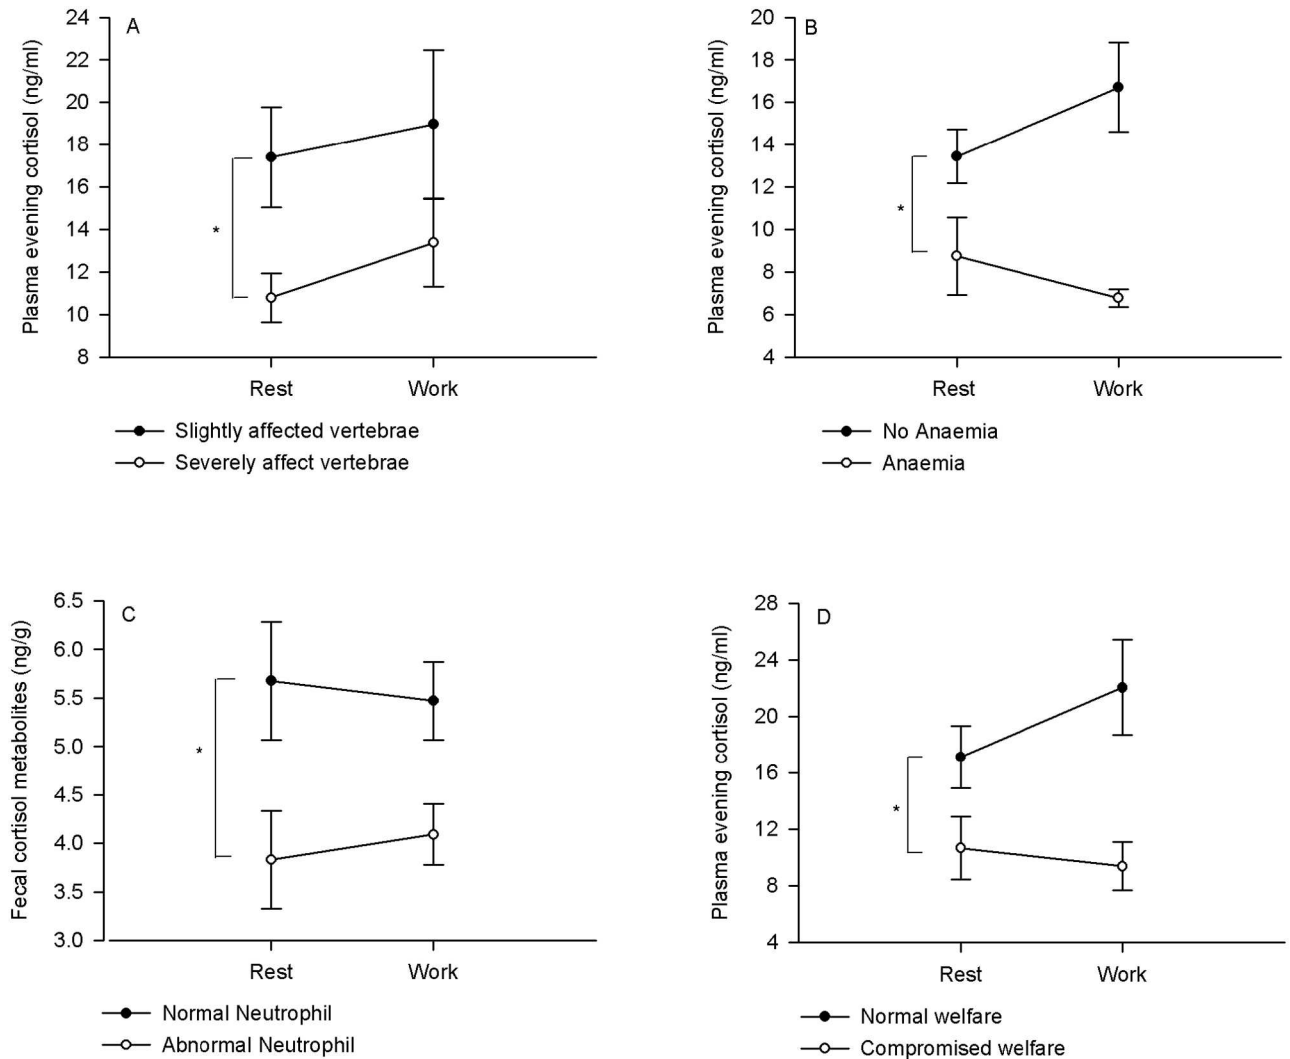 A
Plasma evening cortisol (ng/ml)
24
22
20
18
16
14
12
10
8
*
Rest Work
Slightly affected vertebrae
Severely affect vertebrae
B
Plasma evening cortisol (ng/ml)
20
18
16
14
12
10
8
6
4
*
Rest Work
No Anaemia
Anaemia
C
Fecal cortisol metabolites (ng/g)
6.5
6.0
5.5
5.0
4.5
4.0
3.5
3.0
*
Rest Work
Normal Neutrophil
Abnormal Neutrophil
D
Plasma evening cortisol (ng/ml)
28
24
20
16
12
8
4
*
Rest Work
Normal welfare
Compromised welfare